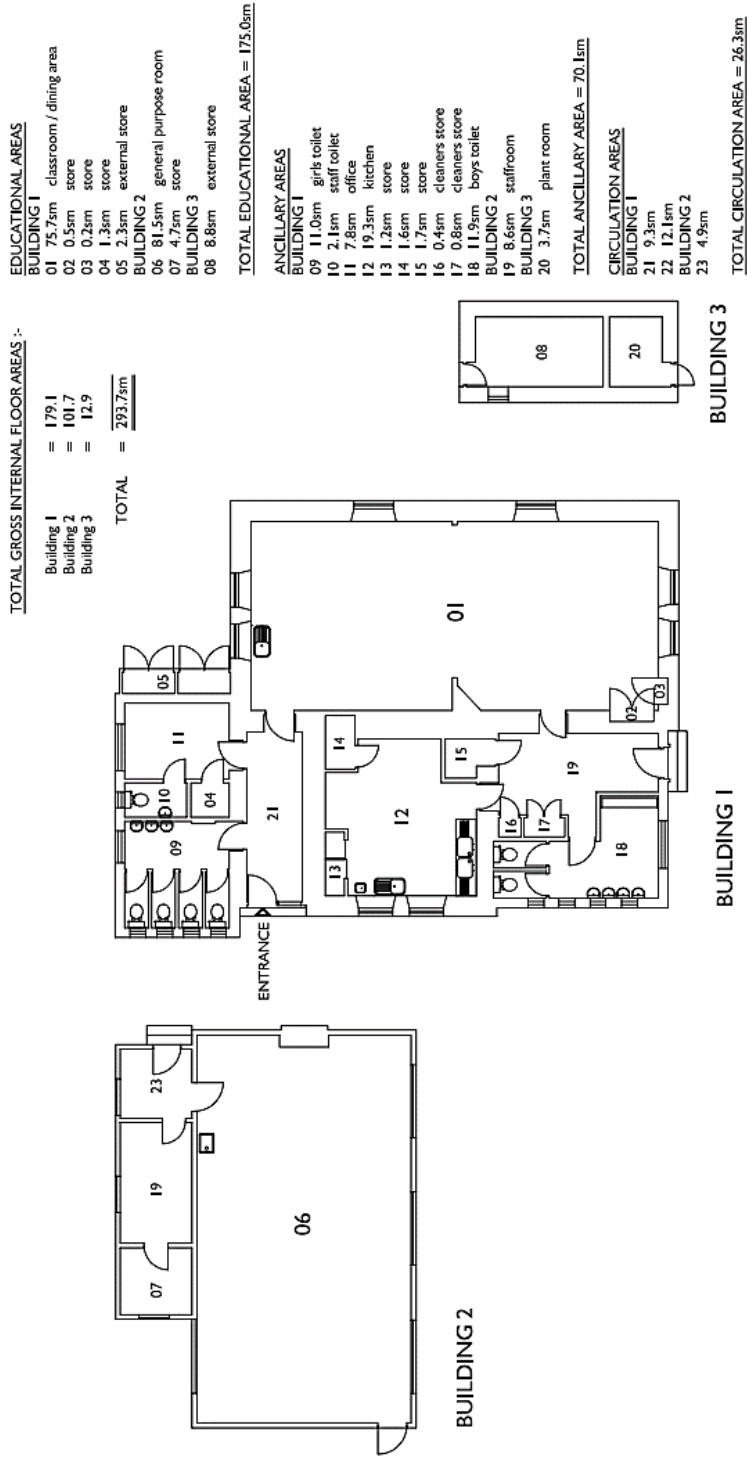 TOTAL GROSS INTERNAL FLOOR AREAS :-
Building 1 = 179.1
Building 2 = 101.7
Building 3 = 12.9
TOTAL = 293.7sm
EDUCATIONAL AREAS
BUILDING 1
01 75.7sm classroom / dining area
02 0.5sm store
03 0.2sm store
04 1.3sm store
05 2.3sm external store
BUILDING 2
06 81.5sm general purpose room
07 4.7sm store
BUILDING 3
08 8.8sm external store
TOTAL EDUCATIONAL AREA = 175.0sm
ANCILLARY AREAS
BUILDING 1
09 11.0sm girls toilet
10 2.1sm staff toilet
11 7.8sm office
12 19.3sm kitchen
13 1.2sm store
14 1.6sm store
15 1.7sm store
16 0.4sm cleaners store
17 0.8sm cleaners store
18 11.9sm boys toilet
BUILDING 2
19 8.6sm staffroom
BUILDING 3
20 3.7sm plant room
TOTAL ANCILLARY AREA = 70.1sm
CIRCULATION AREAS
BUILDING 1
21 9.3sm
22 12.1sm
BUILDING 2
23 4.9sm
TOTAL CIRCULATION AREA = 26.3sm
07
19
23
06
BUILDING 2
ENTRANCE
09
10
04
11
05
21
13
12
14
15
16
17
18
19
01
02
03
BUILDING 1
08
20
BUILDING 3